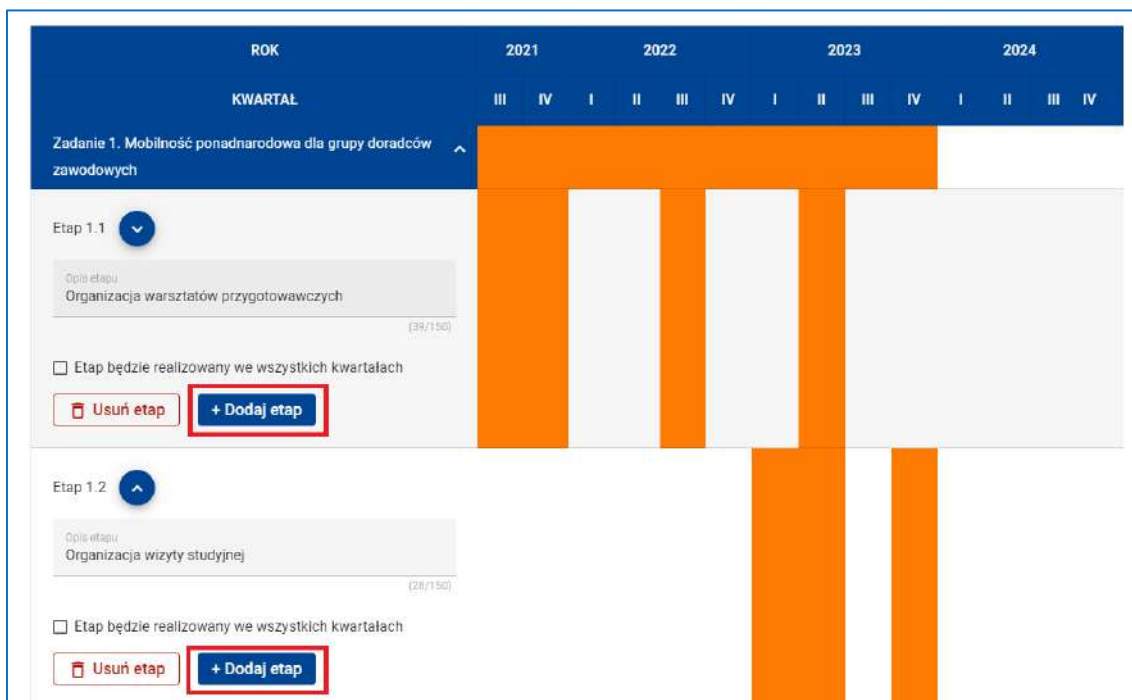 ROK 2021 2022 2023 2024
KWARTAŁ III IV I II III IV I II III IV I II III IV
Zadanie 1. Mobilność ponadnarodowa dla grupy doradców
zawodowych
Etap 1.1
Opis etapu
Organizacja warsztatów przygotowawczych
(39/150)
Etap będzie realizowany we wszystkich kwartałach
Usuń etap + Dodaj etap
Etap 1.2
Opis etapu
Organizacja wizyty studyjnej
(28/150)
Etap będzie realizowany we wszystkich kwartałach
Usuń etap + Dodaj etap